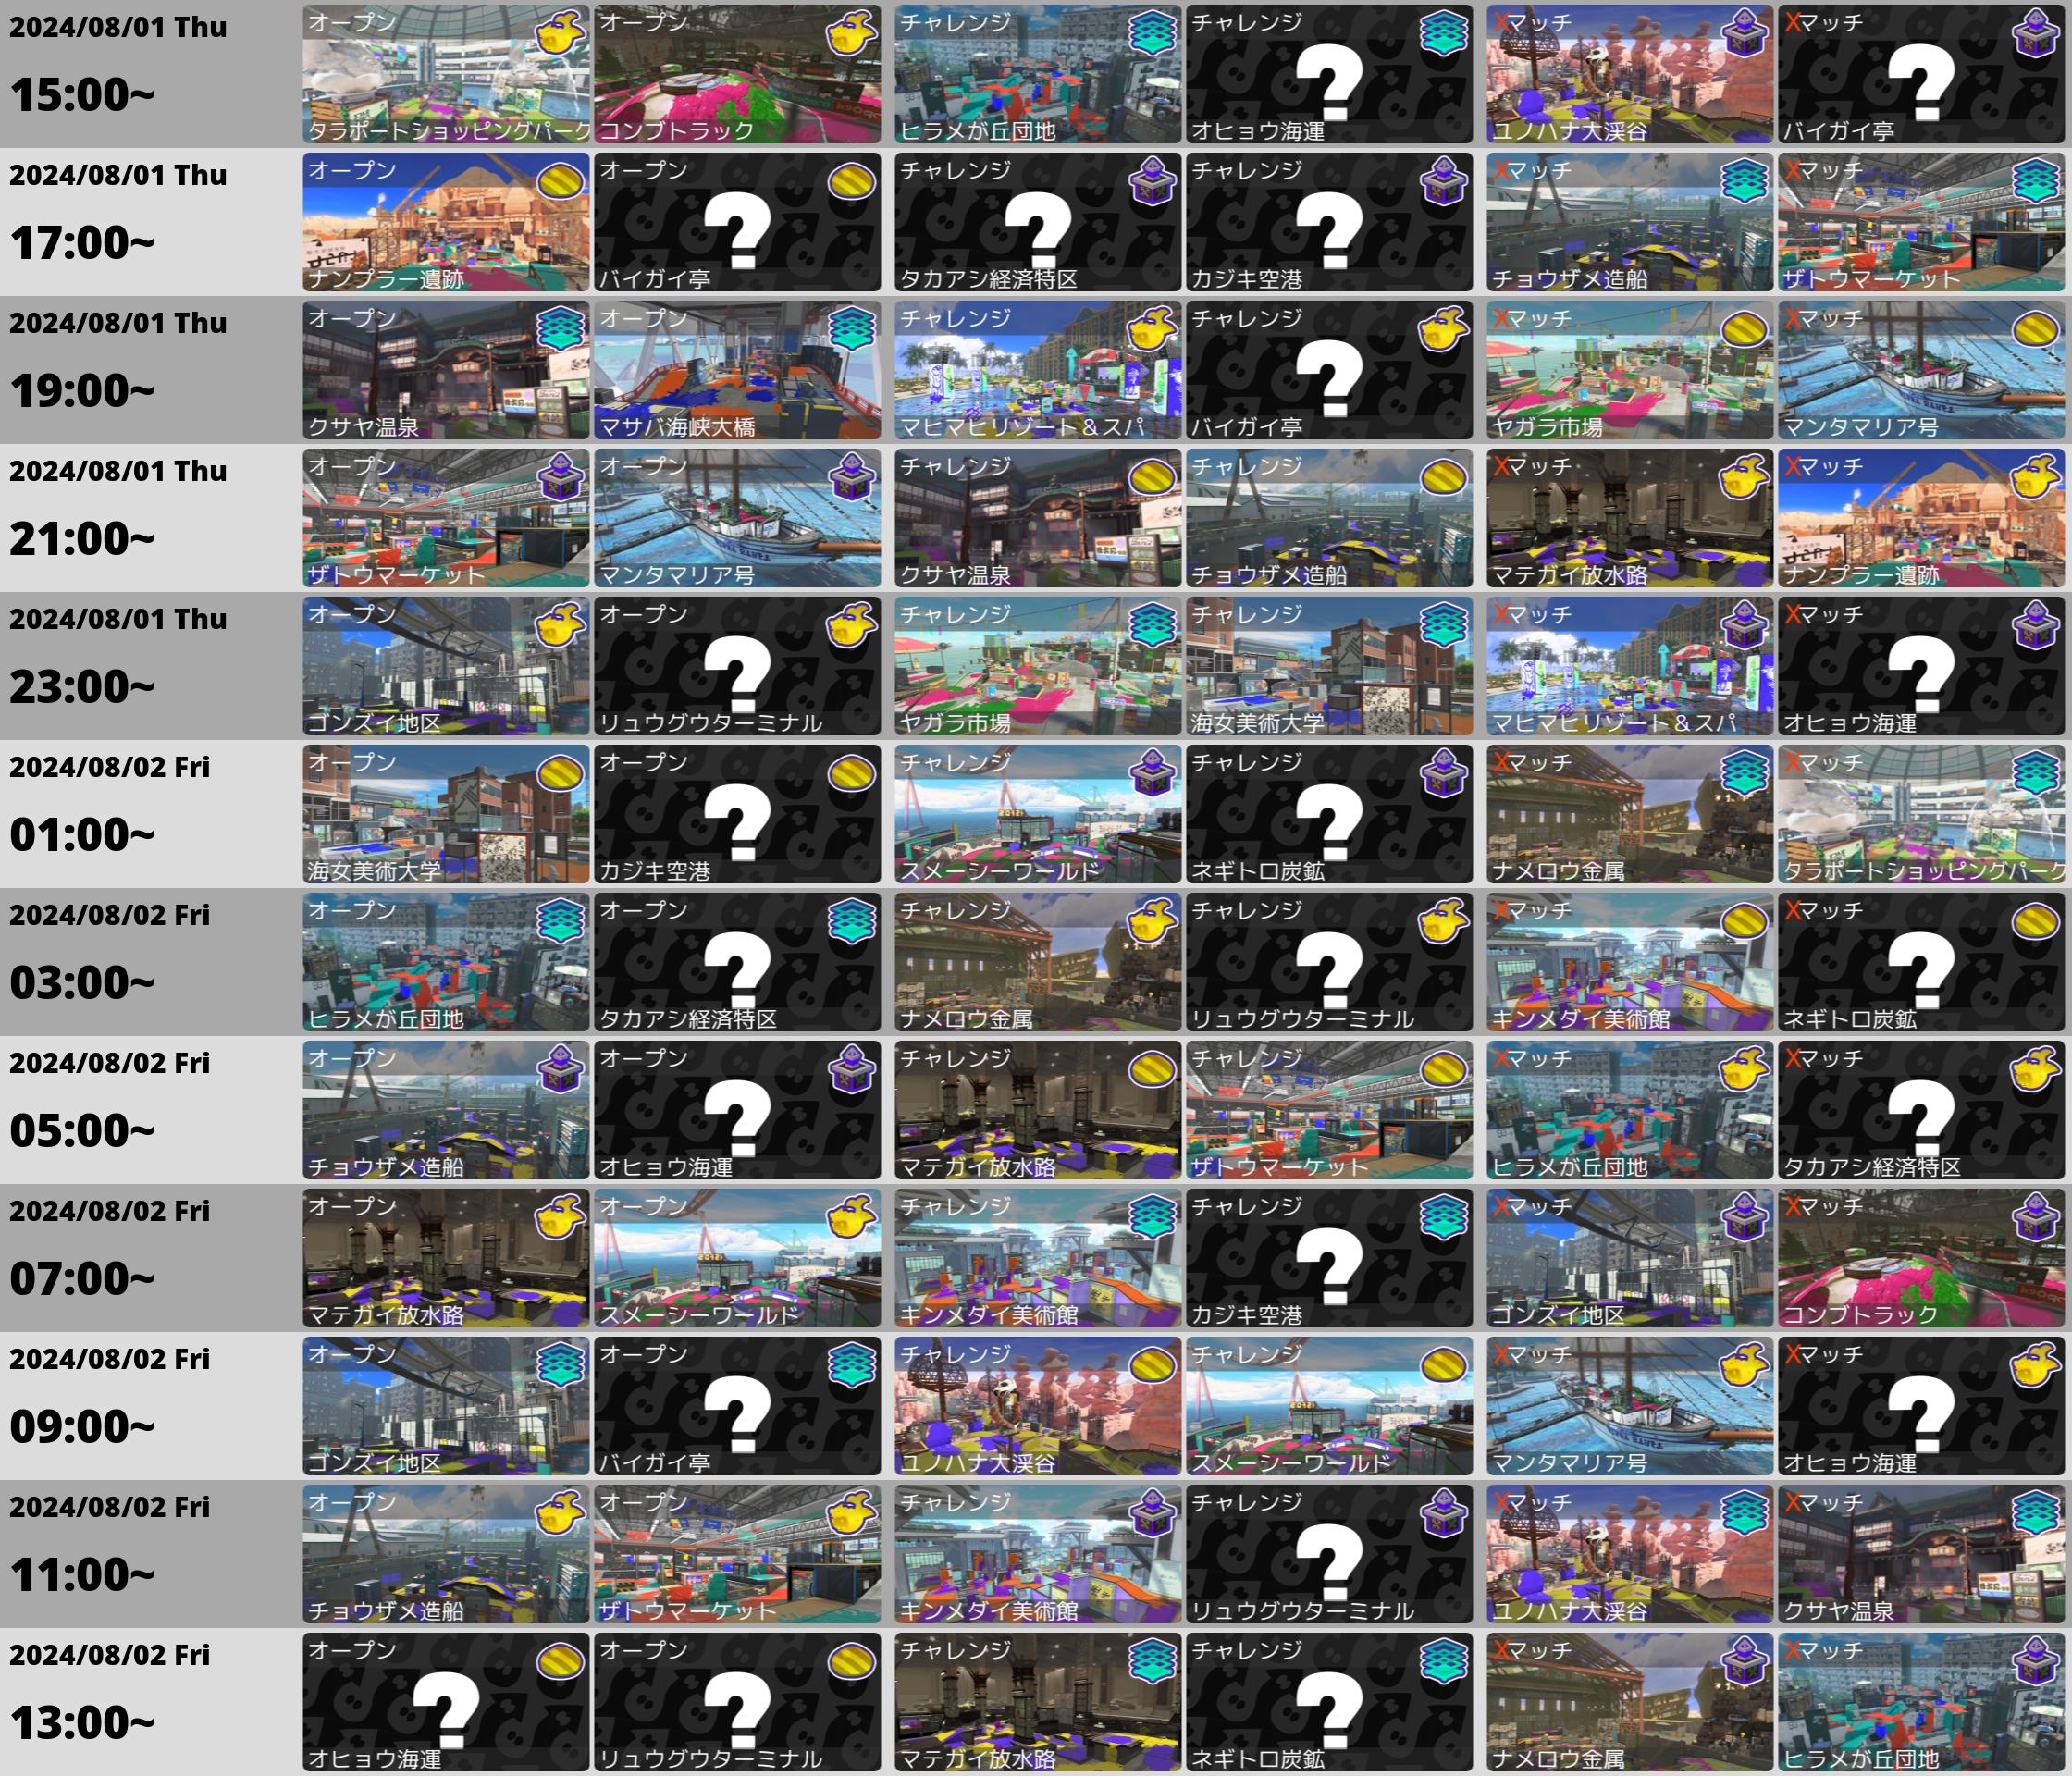 2024/08/01 Thu
15:00~
オープン
タラポートショッピングパーク
オープン
コンブトラック
チャレンジ
ヒラメが丘団地
チャレンジ
?
オヒョウ海運
Xマッチ
ユノハナ大渓谷
Xマッチ
?
バイガイ亭
2024/08/01 Thu
17:00~
オープン
ナンプラー遺跡
オープン
?
バイガイ亭
チャレンジ
?
タカアシ経済特区
チャレンジ
?
カジキ空港
Xマッチ
チョウザメ造船
Xマッチ
ザトウマーケット
2024/08/01 Thu
19:00~
オープン
クサヤ温泉
オープン
マサバ海峡大橋
チャレンジ
マヒマヒリゾート＆スパ
チャレンジ
?
バイガイ亭
Xマッチ
ヤガラ市場
Xマッチ
マンタマリア号
2024/08/01 Thu
21:00~
オープン
ザトウマーケット
オープン
マンタマリア号
チャレンジ
クサヤ温泉
チャレンジ
チョウザメ造船
Xマッチ
マテガイ放水路
Xマッチ
ナンプラー遺跡
2024/08/01 Thu
23:00~
オープン
ゴンズイ地区
オープン
?
リュウグウターミナル
チャレンジ
ヤガラ市場
チャレンジ
海女美術大学
Xマッチ
マヒマヒリゾート＆スパ
Xマッチ
?
オヒョウ海運
2024/08/02 Fri
01:00~
オープン
海女美術大学
オープン
?
カジキ空港
チャレンジ
スメーシーワールド
チャレンジ
?
ネギトロ炭鉱
Xマッチ
ナメロウ金属
Xマッチ
タラポートショッピングパーク
2024/08/02 Fri
03:00~
オープン
ヒラメが丘団地
オープン
?
タカアシ経済特区
チャレンジ
ナメロウ金属
チャレンジ
?
リュウグウターミナル
Xマッチ
キンメダイ美術館
Xマッチ
?
ネギトロ炭鉱
2024/08/02 Fri
05:00~
オープン
チョウザメ造船
オープン
?
オヒョウ海運
チャレンジ
マテガイ放水路
チャレンジ
ザトウマーケット
Xマッチ
ヒラメが丘団地
Xマッチ
?
タカアシ経済特区
2024/08/02 Fri
07:00~
オープン
マテガイ放水路
オープン
スメーシーワールド
チャレンジ
キンメダイ美術館
チャレンジ
?
カジキ空港
Xマッチ
ゴンズイ地区
Xマッチ
コンブトラック
2024/08/02 Fri
09:00~
オープン
ゴンズイ地区
オープン
?
バイガイ亭
チャレンジ
ユノハナ大渓谷
チャレンジ
スメーシーワールド
Xマッチ
マンタマリア号
Xマッチ
?
オヒョウ海運
2024/08/02 Fri
11:00~
オープン
チョウザメ造船
オープン
ザトウマーケット
チャレンジ
キンメダイ美術館
チャレンジ
?
リュウグウターミナル
Xマッチ
ユノハナ大渓谷
Xマッチ
クサヤ温泉
2024/08/02 Fri
13:00~
オープン
?
オヒョウ海運
オープン
?
リュウグウターミナル
チャレンジ
マテガイ放水路
チャレンジ
?
ネギトロ炭鉱
Xマッチ
ナメロウ金属
Xマッチ
ヒラメが丘団地